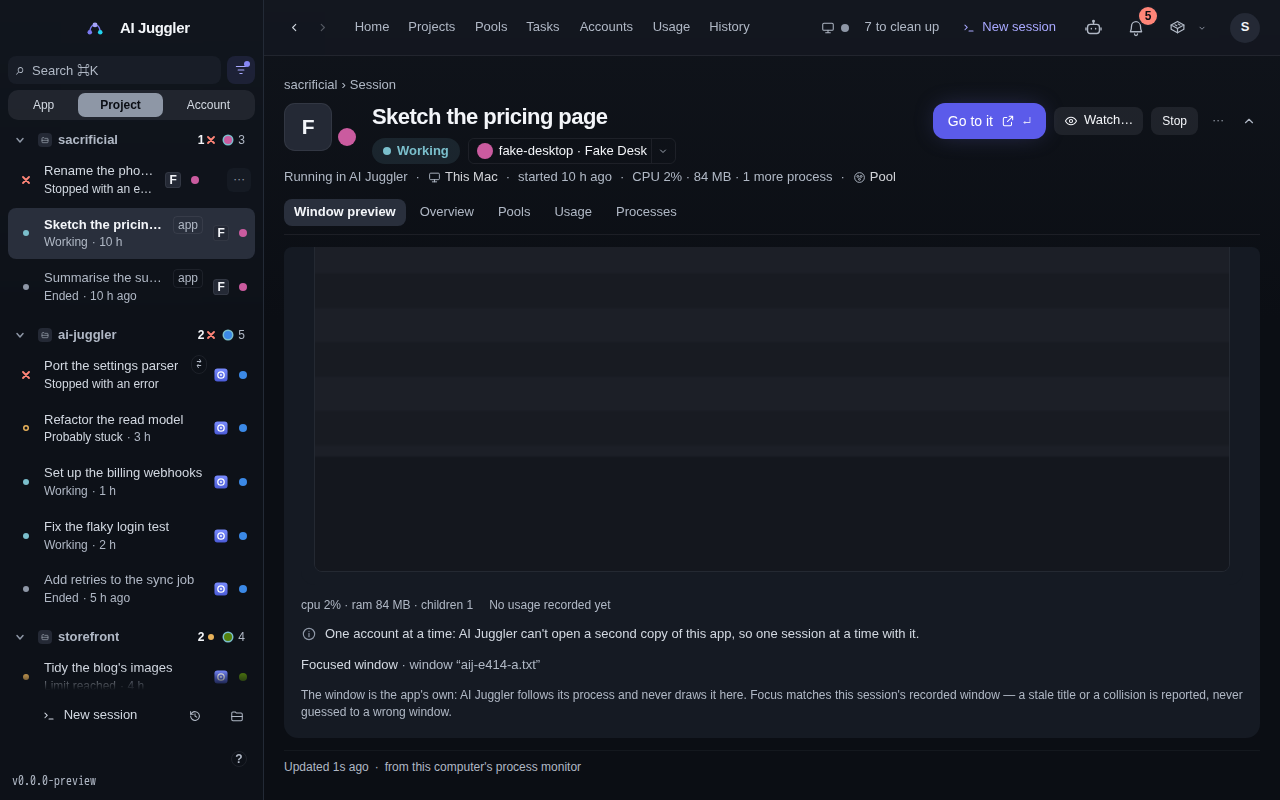 AI Juggler
Search ⌘K
App Project Account
sacrificial 1 3
Rename the pho… F
Stopped with an e…
Sketch the pricin… app F
Working · 10 h
Summarise the su… app F
Ended · 10 h ago
ai-juggler 2 5
Port the settings parser
Stopped with an error
Refactor the read model
Probably stuck · 3 h
Set up the billing webhooks
Working · 1 h
Fix the flaky login test
Working · 2 h
Add retries to the sync job
Ended · 5 h ago
storefront 2 4
Tidy the blog's images
Limit reached · 4 h
New session
?
v0.0.0-preview
Home Projects Pools Tasks Accounts Usage History 7 to clean up New session 5 S
sacrificial › Session
F
Sketch the pricing page
Go to it Watch… Stop
Working fake-desktop · Fake Desk
Running in AI Juggler · This Mac · started 10 h ago · CPU 2% · 84 MB · 1 more process · Pool
Window preview Overview Pools Usage Processes
cpu 2% · ram 84 MB · children 1 No usage recorded yet
One account at a time: AI Juggler can't open a second copy of this app, so one session at a time with it.
Focused window · window “aij-e414-a.txt”
The window is the app's own: AI Juggler follows its process and never draws it here. Focus matches this session's recorded window — a stale title or a collision is reported, never
guessed to a wrong window.
Updated 1s ago · from this computer's process monitor